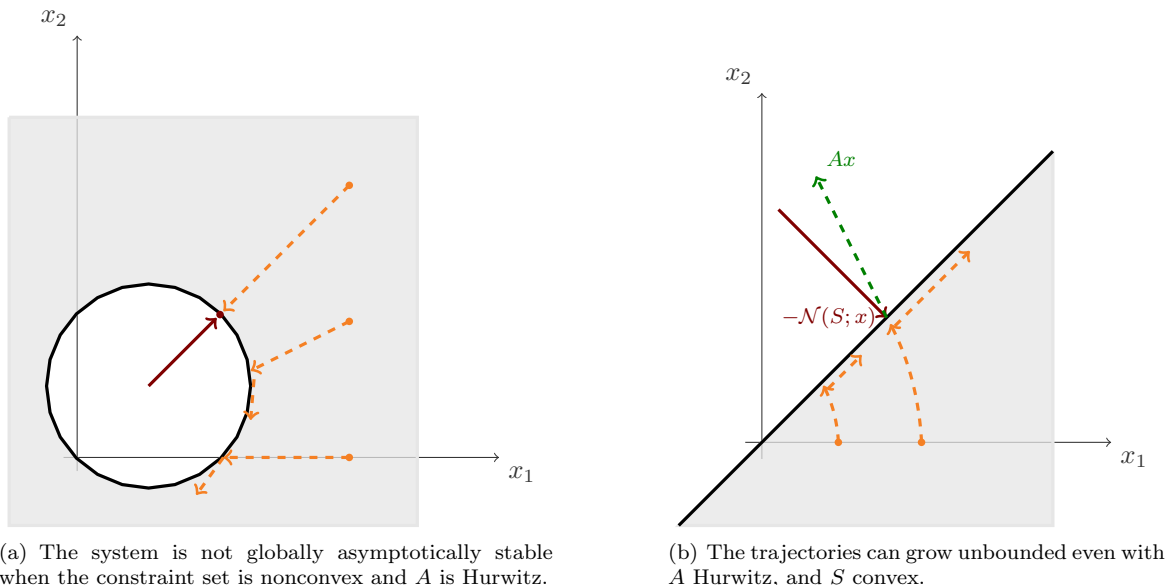 x₂
x₁
(a) The system is not globally asymptotically stable
when the constraint set is nonconvex and A is Hurwitz.
x₂
Ax
−𝒩(S; x)
x₁
(b) The trajectories can grow unbounded even with
A Hurwitz, and S convex.